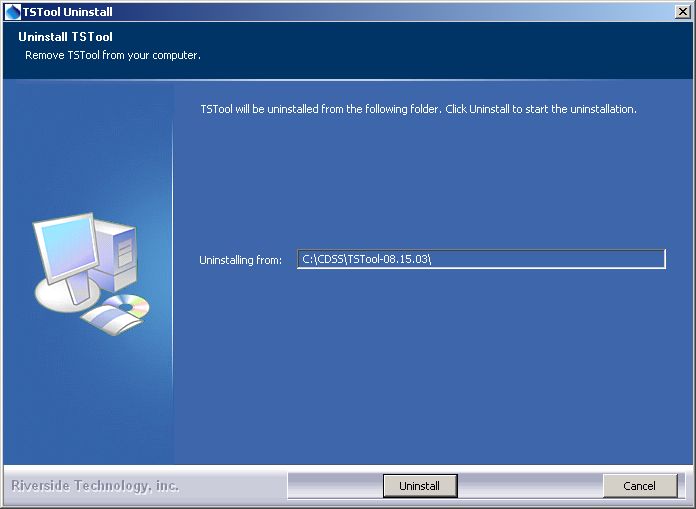 TSTool Uninstall
Uninstall TSTool
Remove TSTool from your computer.
TSTool will be uninstalled from the following folder. Click Uninstall to start the uninstallation.
Uninstalling from: C:\CDSS\TSTool-08.15.03\
Riverside Technology, inc.
Uninstall
Cancel